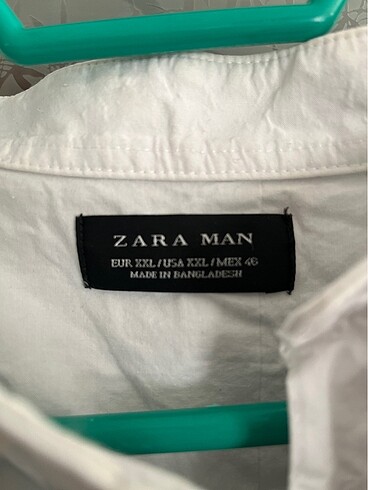 ZARA MAN
EUR XXL / USA XXL / MEX 46
MADE IN BANGLADESH